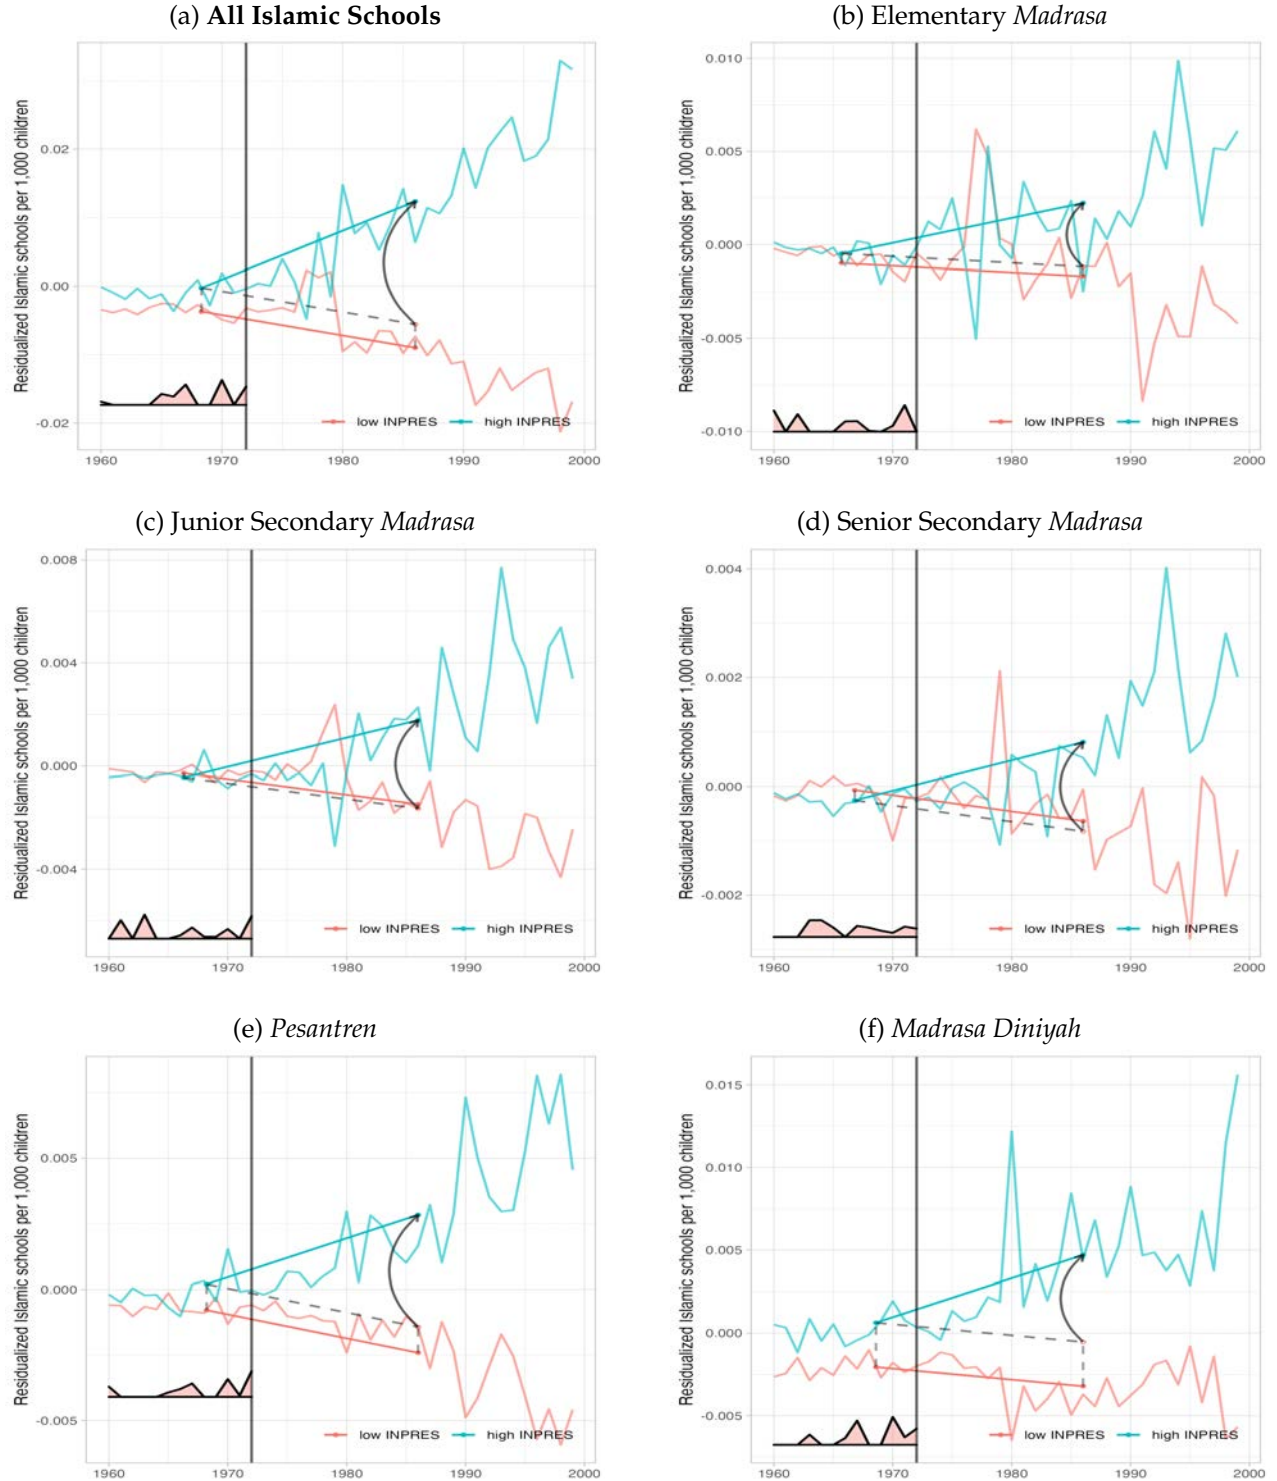 (a) All Islamic Schools
Residualized Islamic schools per 1,000 children
0.02
0.00
-0.02
low INPRES
high INPRES
1960 1970 1980 1990 2000
(b) Elementary Madrasa
Residualized Islamic schools per 1,000 children
0.010
0.005
0.000
-0.005
-0.010
low INPRES
high INPRES
1960 1970 1980 1990 2000
(c) Junior Secondary Madrasa
Residualized Islamic schools per 1,000 children
0.008
0.004
0.000
-0.004
low INPRES
high INPRES
1960 1970 1980 1990 2000
(d) Senior Secondary Madrasa
Residualized Islamic schools per 1,000 children
0.004
0.002
0.000
-0.002
low INPRES
high INPRES
1960 1970 1980 1990 2000
(e) Pesantren
Residualized Islamic schools per 1,000 children
0.005
0.000
-0.005
low INPRES
high INPRES
1960 1970 1980 1990 2000
(f) Madrasa Diniyah
Residualized Islamic schools per 1,000 children
0.015
0.010
0.005
0.000
-0.005
low INPRES
high INPRES
1960 1970 1980 1990 2000